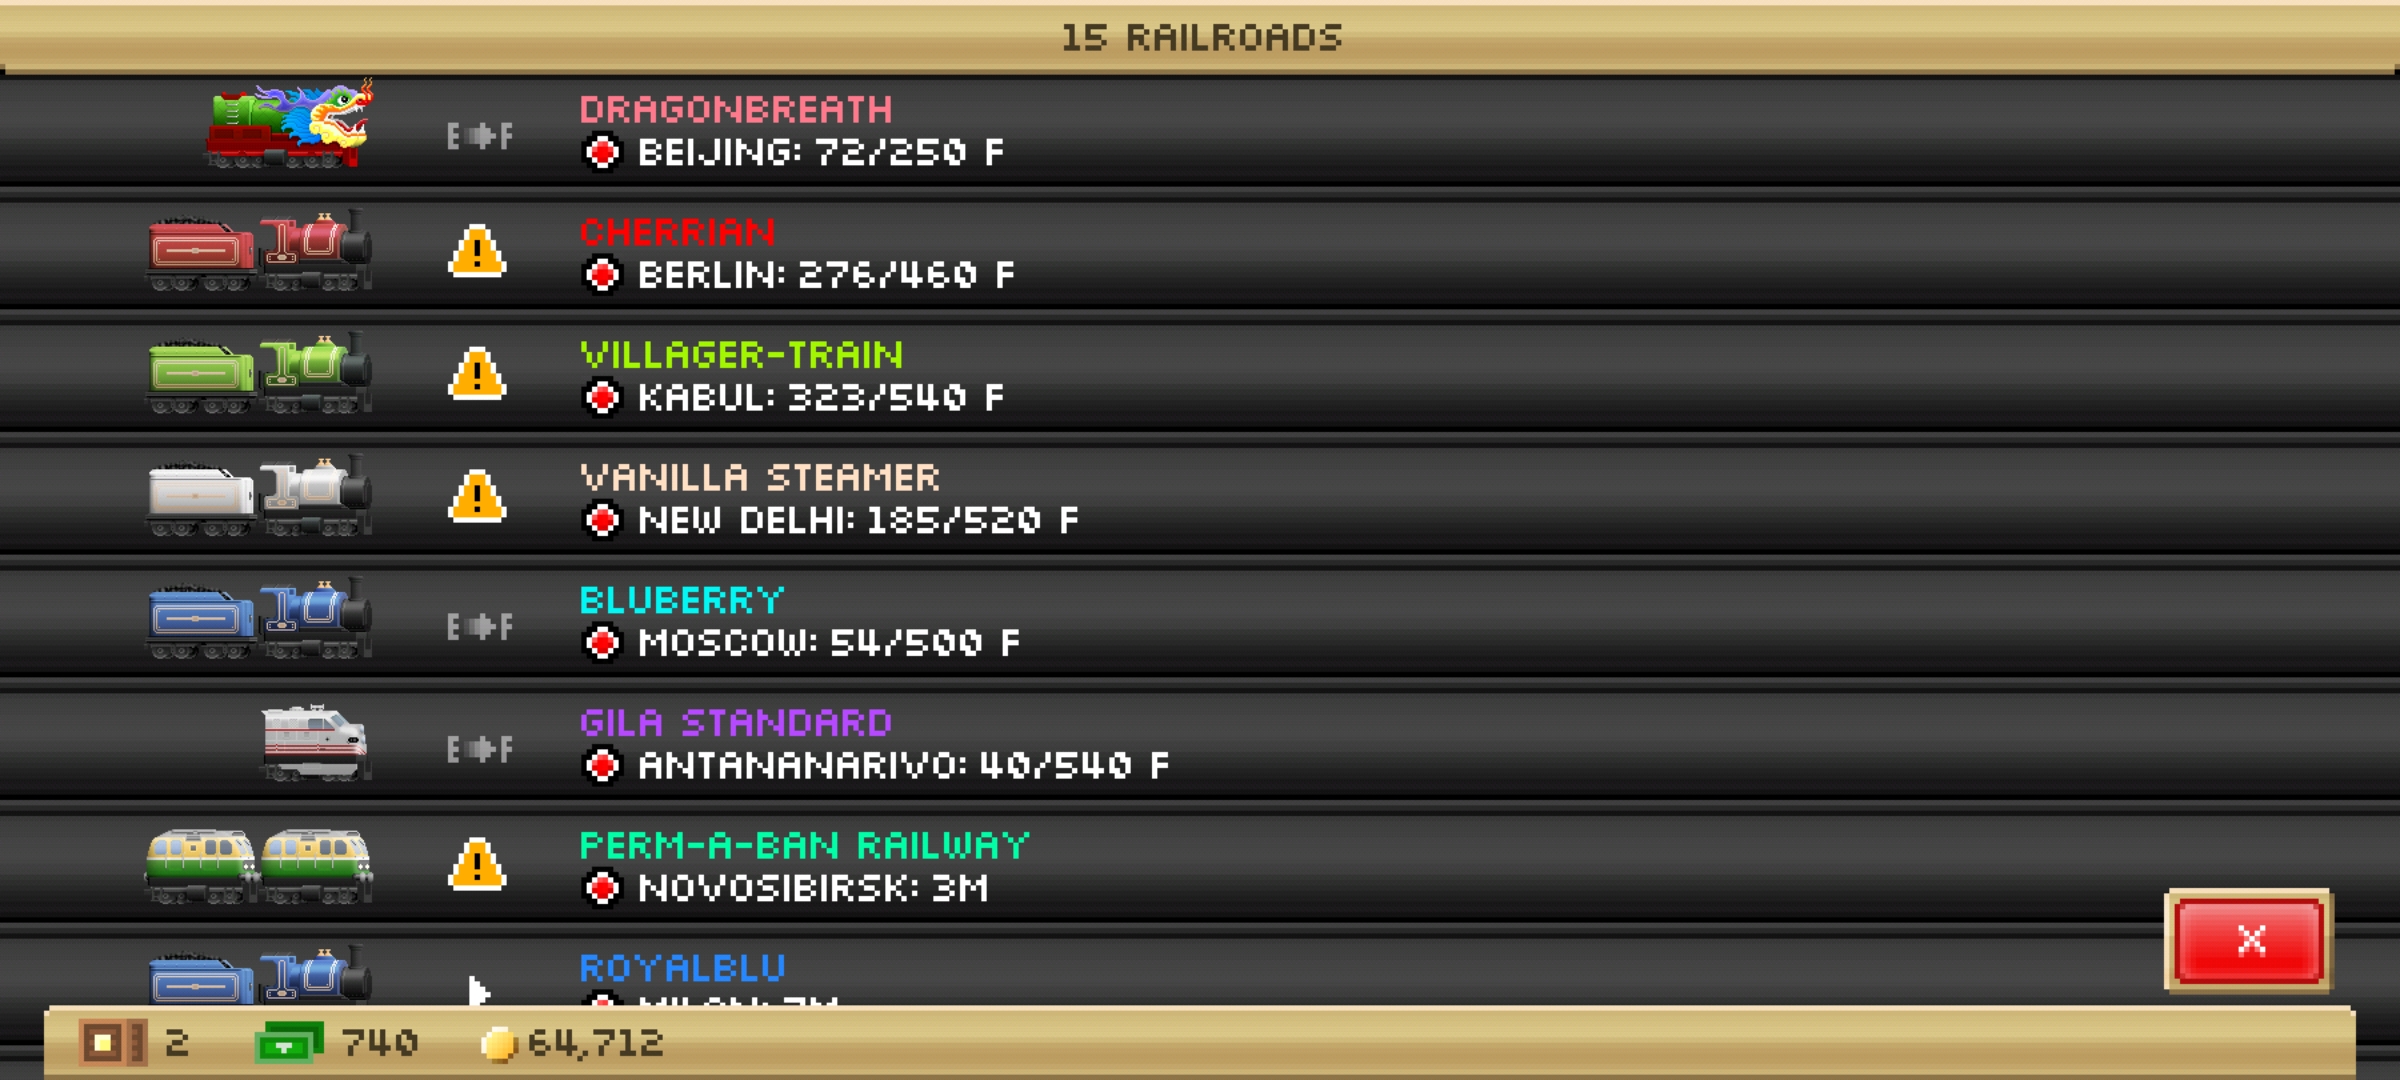 15 RAILROADS
DRAGONBREATH
E F
BEIJING: 72/250 F
CHERRIAN
BERLIN: 276/460 F
VILLAGER-TRAIN
KABUL: 323/540 F
VANILLA STEAMER
NEW DELHI: 185/520 F
BLUBERRY
E F
MOSCOW: 54/500 F
GILA STANDARD
E F
ANTANANARIVO: 40/540 F
PERM-A-BAN RAILWAY
NOVOSIBIRSK: 3M
X
ROYALBLU
2 740 64,712